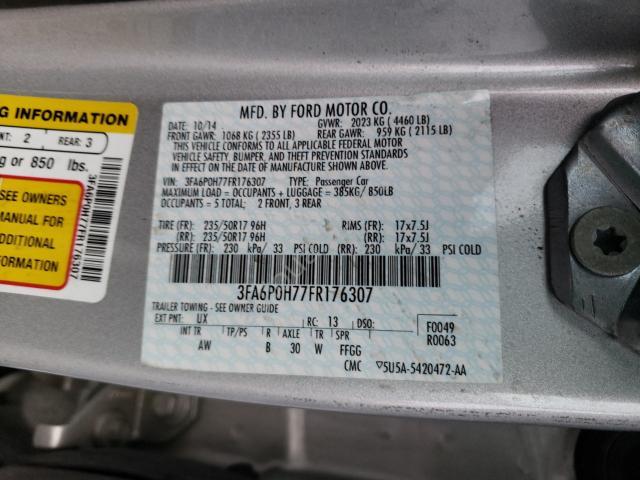 NG INFORMATION
NT: 2 REAR: 3
g or 850 lbs.
SEE OWNERS
MANUAL FOR
ADDITIONAL
INFORMATION
3FA6P0H77FR176307
MFD. BY FORD MOTOR CO.
DATE: 10/14 GVWR: 2023 KG (4460 LB)
FRONT GAWR: 1068 KG (2355 LB) REAR GAWR: 959 KG (2115 LB)
THIS VEHICLE CONFORMS TO ALL APPLICABLE FEDERAL MOTOR
VEHICLE SAFETY, BUMPER, AND THEFT PREVENTION STANDARDS
IN EFFECT ON THE DATE OF MANUFACTURE SHOWN ABOVE.
VEHICLE VIN: 3FA6P0H77FR176307 TYPE: Passenger Car
MAXIMUM LOAD = OCCUPANTS + LUGGAGE = 385KG/ 850LB
OCCUPANTS = 5 TOTAL; 2 FRONT, 3 REAR
TIRE (FR): 235/50R17 96H RIMS (FR): 17x7.5J
(RR): 235/50R17 96H (RR): 17x7.5J
PRESSURE (FR): 230 kPa/ 33 PSI COLD (RR): 230 kPa/ 33 PSI COLD
3FA6P0H77FR176307
TRAILER TOWING - SEE OWNER GUIDE
EXT PNT: UX RC: 13 DSO: F0049
INT TR TP/PS R AXLE TR SPR R0063
AW B 30 W FFGG
CMC 5U5A-5420472-AA